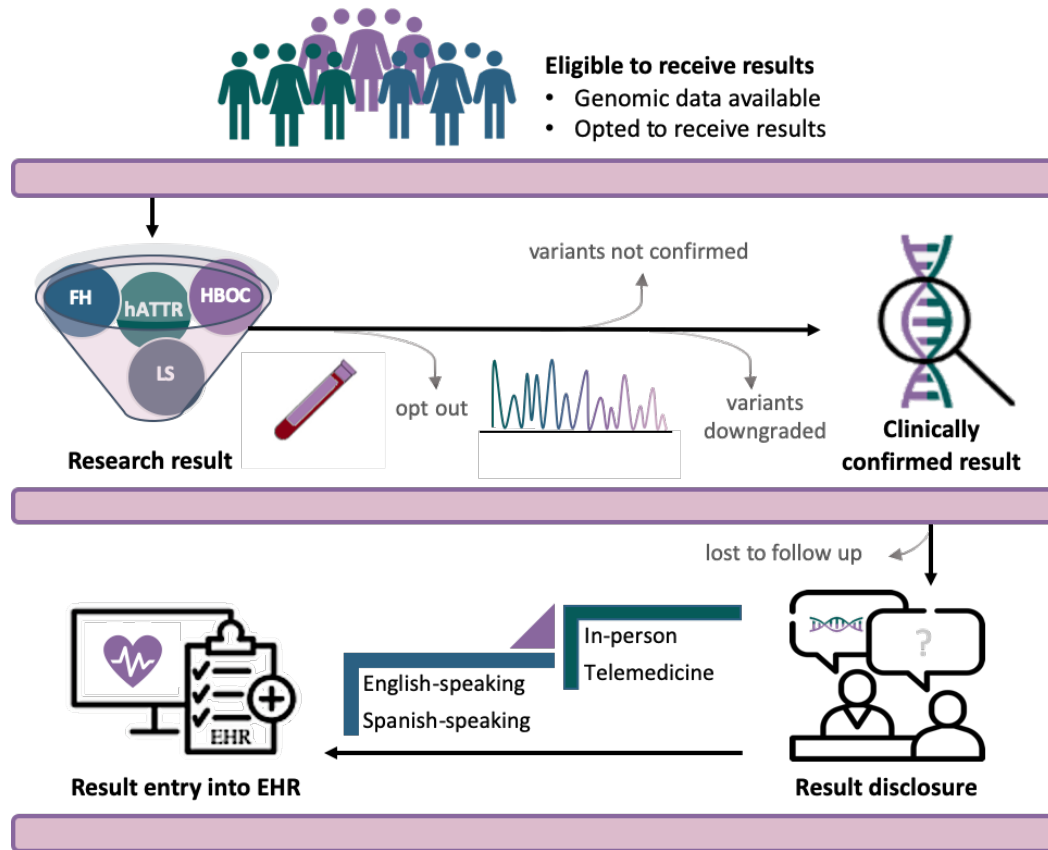 Eligible to receive results
• Genomic data available
• Opted to receive results
FH
hATTR
HBOC
LS
Research result
variants not confirmed
opt out
variants
downgraded
Clinically
confirmed result
lost to follow up
In-person
Telemedicine
English-speaking
Spanish-speaking
?
EHR
Result entry into EHR
Result disclosure